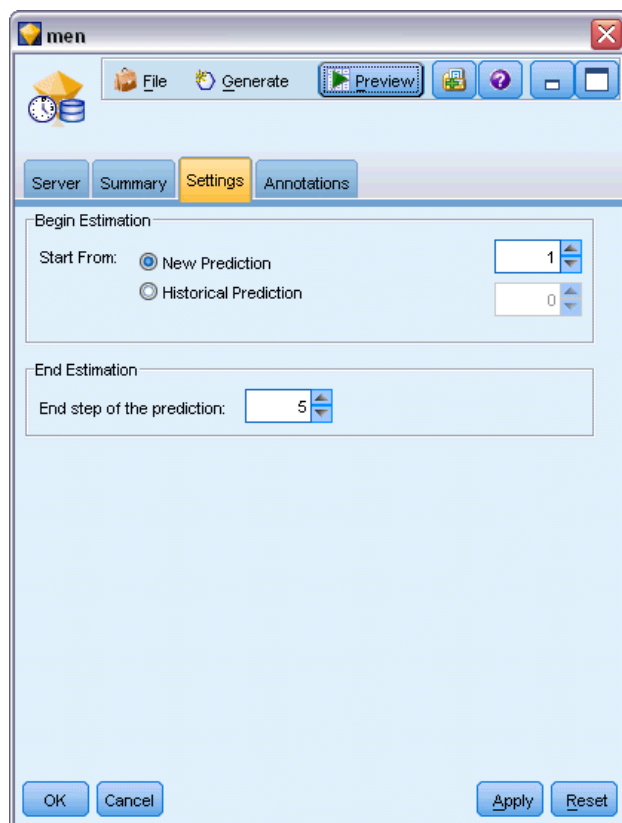 men
File Generate Preview
Server Summary Settings Annotations
Begin Estimation
Start From: New Prediction 1
Historical Prediction 0
End Estimation
End step of the prediction: 5
OK Cancel Apply Reset